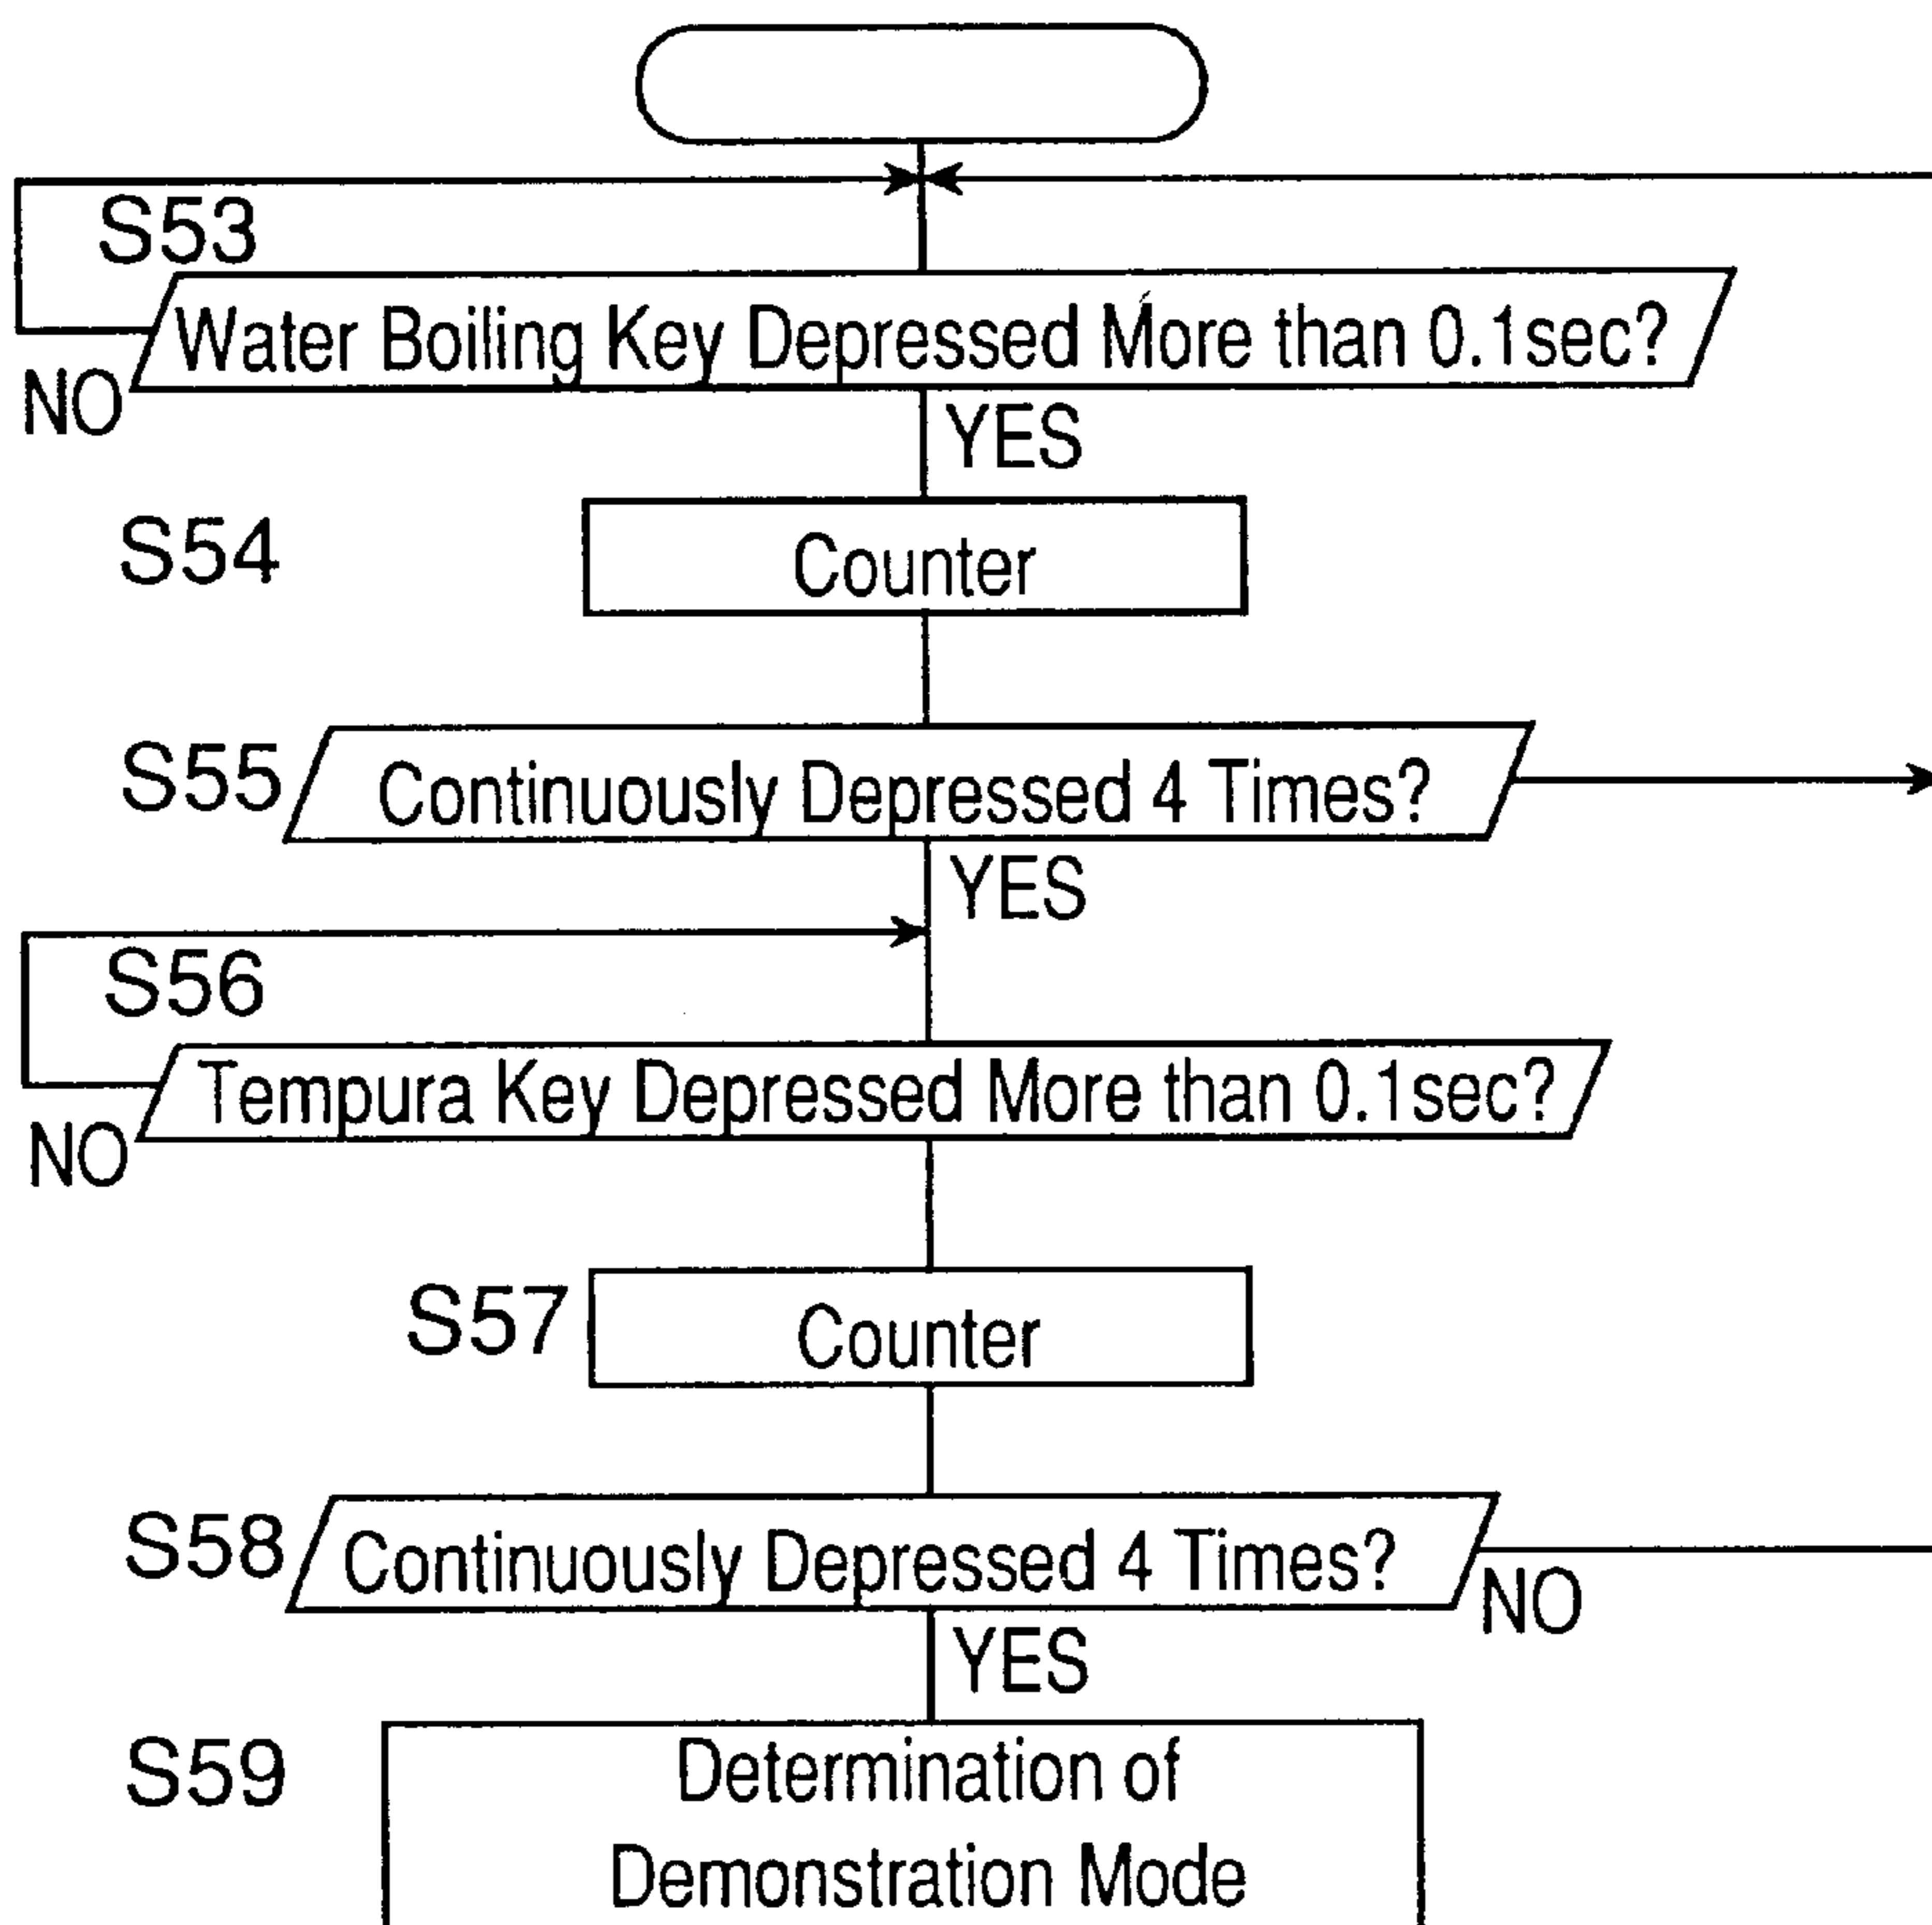 S53
Water Boiling Key Depressed More than 0.1sec?
NO
YES
S54
Counter
S55
Continuously Depressed 4 Times?
YES
S56
Tempura Key Depressed More than 0.1sec?
NO
S57
Counter
S58
Continuously Depressed 4 Times?
NO
YES
S59
Determination of
Demonstration Mode